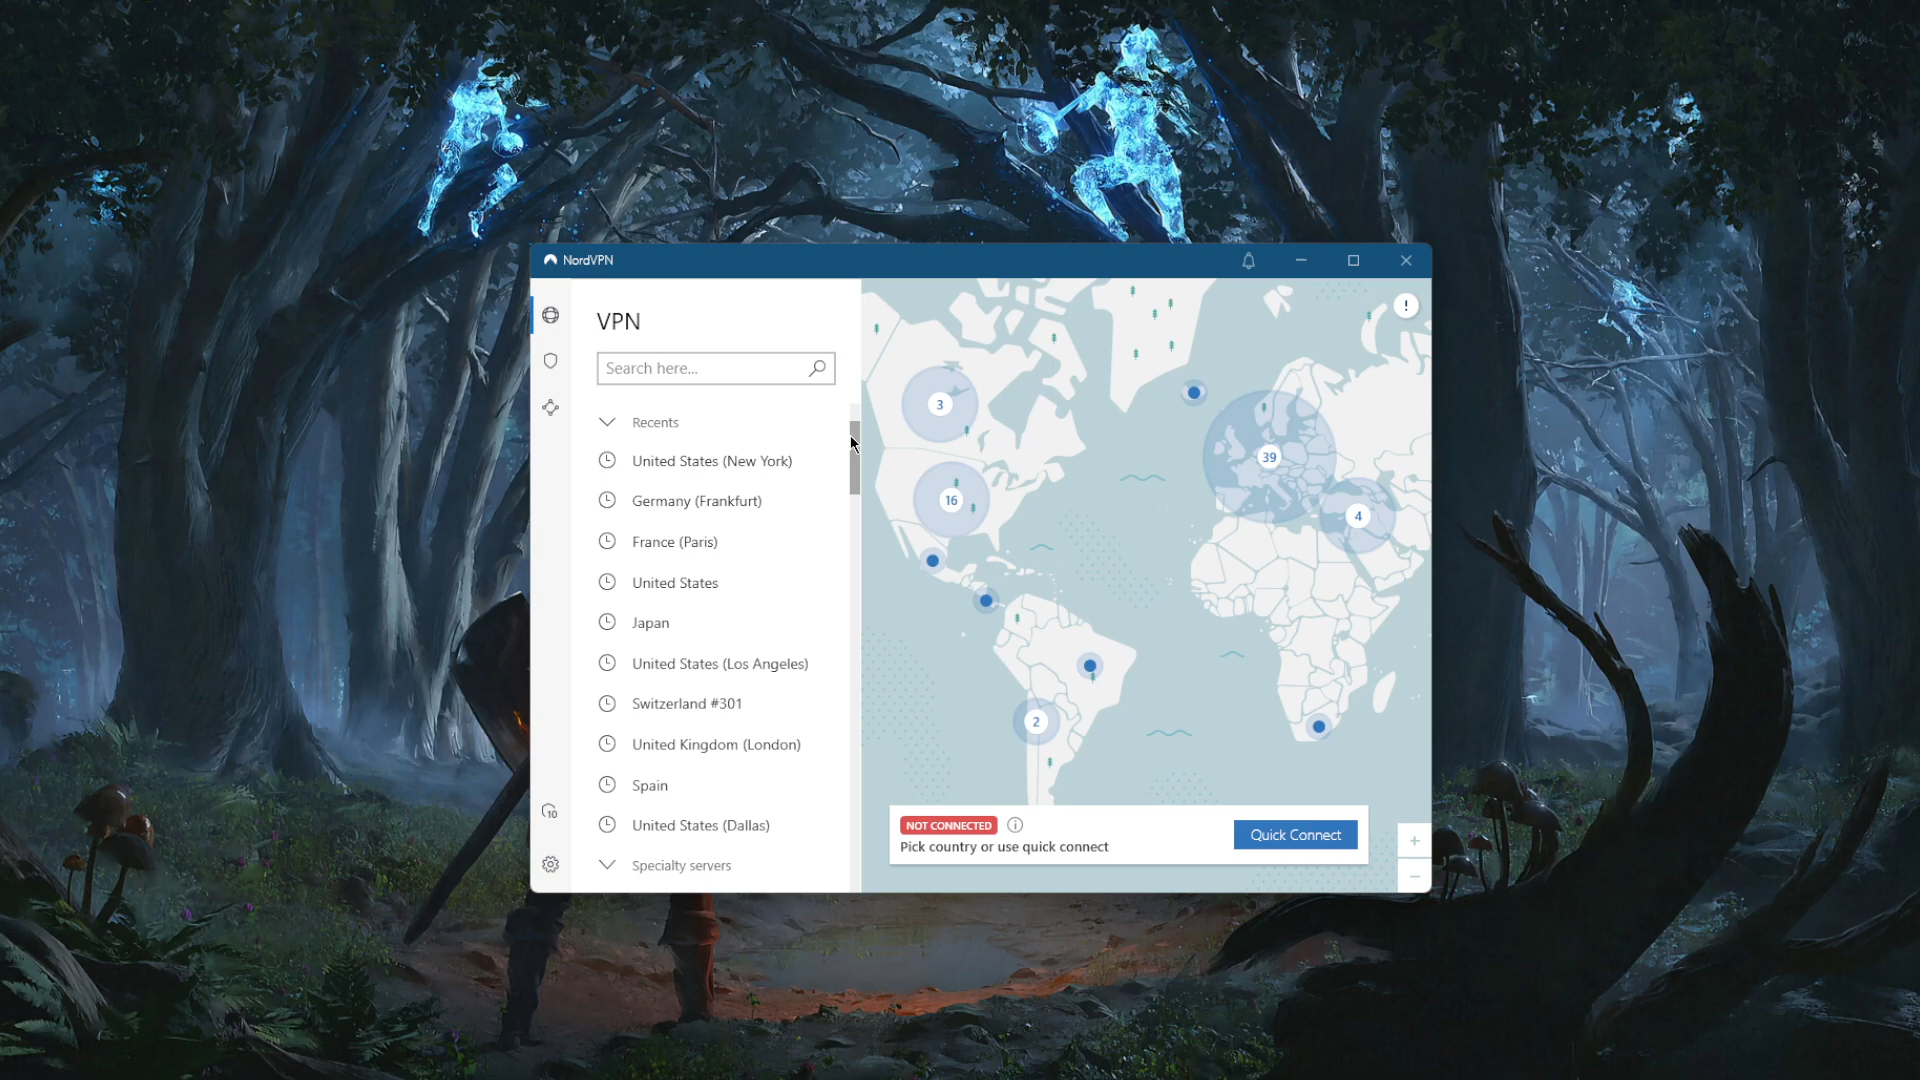 NordVPN
!
VPN
Search here...
Recents
United States (New York)
Germany (Frankfurt)
France (Paris)
United States
Japan
United States (Los Angeles)
Switzerland #301
United Kingdom (London)
Spain
United States (Dallas)
Specialty servers
10
3
39
16
4
2
NOT CONNECTED
Pick country or use quick connect
Quick Connect
+
−